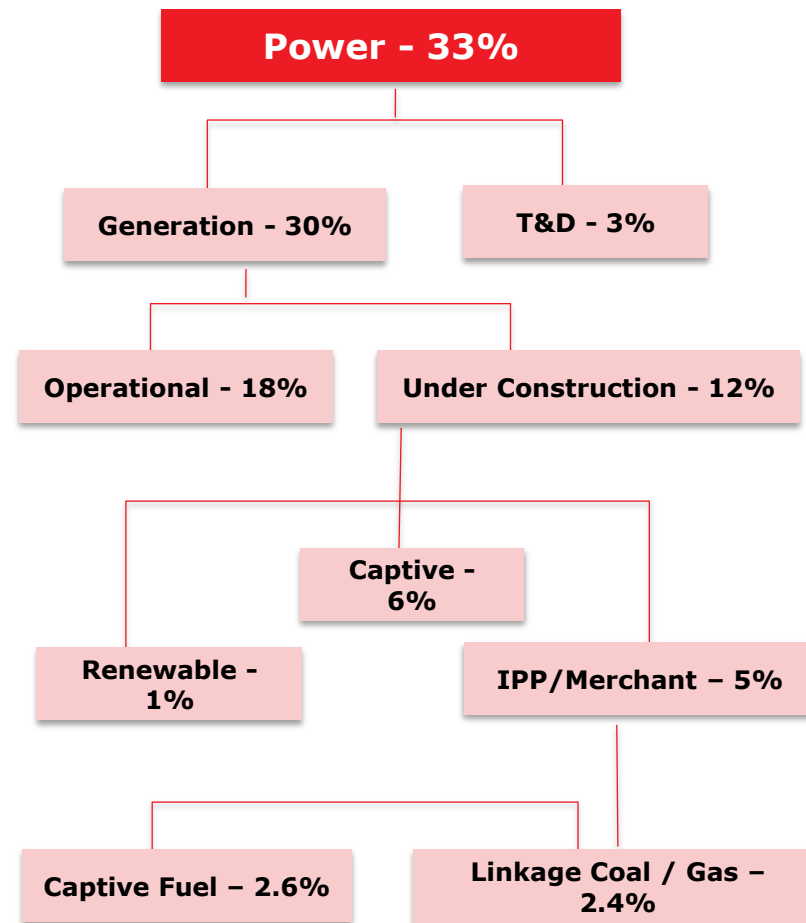 Power - 33%
Generation - 30%
T&D - 3%
Operational - 18%
Under Construction - 12%
Captive -
6%
Renewable -
1%
IPP/Merchant – 5%
Captive Fuel – 2.6%
Linkage Coal / Gas –
2.4%